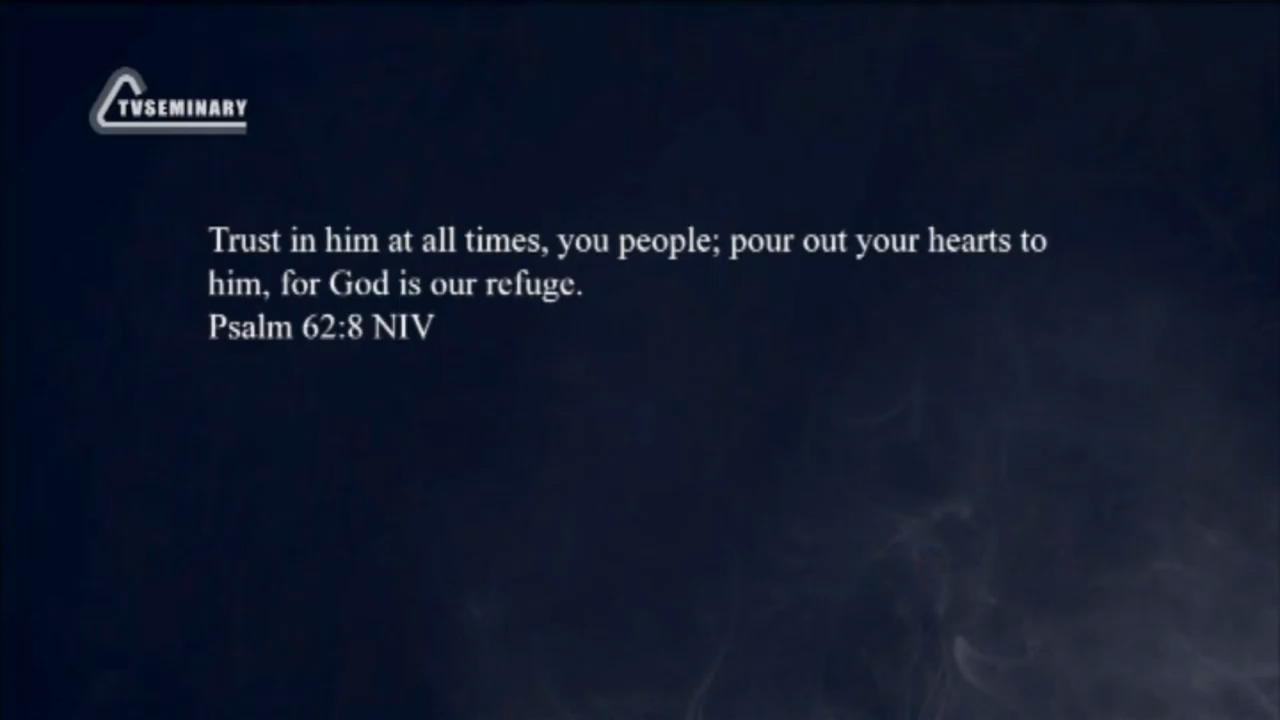 TVSEMINARY
Trust in him at all times, you people; pour out your hearts to
him, for God is our refuge.
Psalm 62:8 NIV